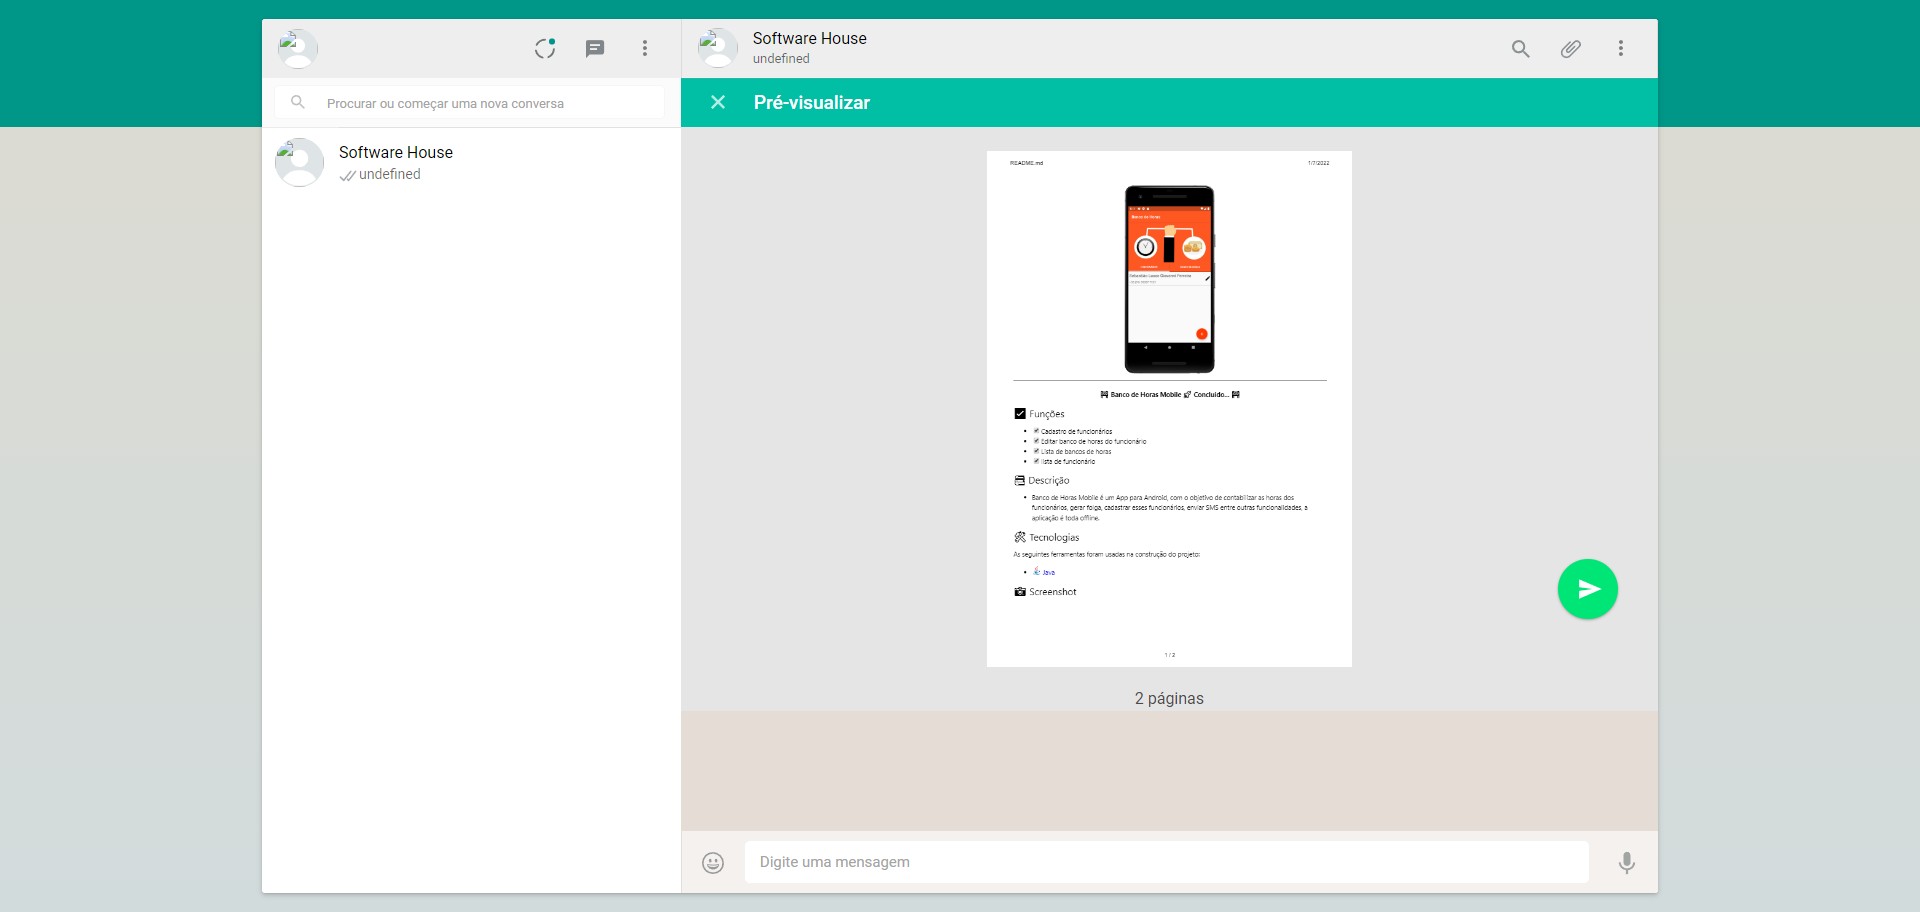 Software House
undefined
Procurar ou começar uma nova conversa
Software House
undefined
Pré-visualizar
README.md
1/7/2022
Banco de Horas
Banco de Horas Mobile Concluído...
Funções
Cadastro de funcionários
Editar banco de horas do funcionário
Lista de bancos de horas
lista de funcionário
Descrição
Banco de Horas Mobile é um App para Android, com o objetivo de contabilizar as horas dos
funcionários, gerar folga, cadastrar esses funcionários, enviar SMS entre outras funcionalidades, a
aplicação é toda offline.
Tecnologias
As seguintes ferramentas foram usadas na construção do projeto:
Java
Screenshot
1 / 2
2 páginas
Digite uma mensagem